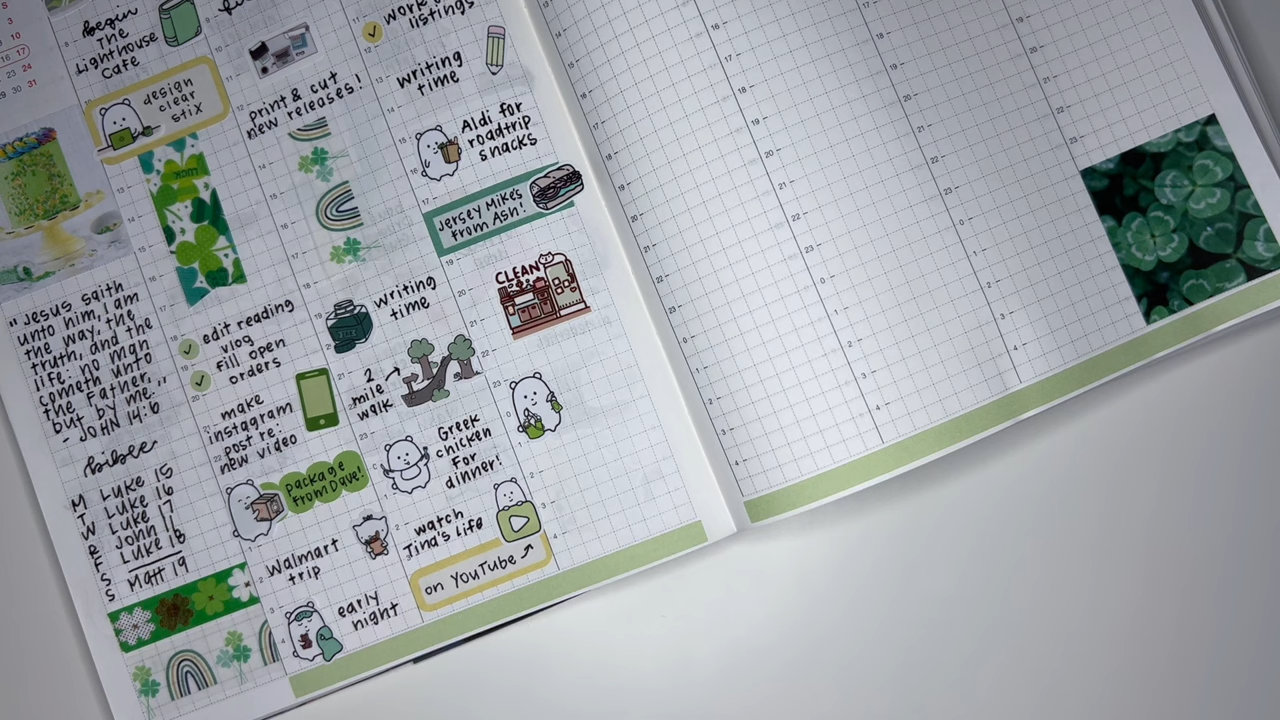 begin
The
Lighthouse
Cafe
design
clear
stix
LUCK
"Jesus saith
unto him, I am
the way, the
truth, and the
life: no man
cometh unto
the Father,
but by me."
- JOHN 14:6
bible
M Luke 15
T Luke 16
W Luke 17
R John 11
F Luke 18
S
S Matt 19
edit reading
vlog
fill open
orders
make
instagram
post re:
new video
package
from Dave!
Walmart
trip
early
night
print & cut
new releases!
writing
time
2
mile
walk
Greek
chicken
for
dinner!
watch
Tina's Life
on YouTube
work
listings
writing
time
Aldi for
roadtrip
snacks
Jersey Mike's
from Ash!
CLEAN